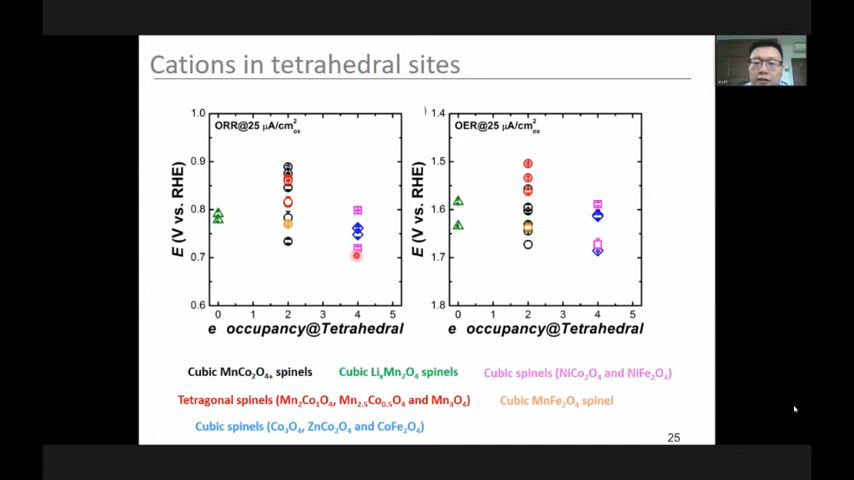 Cations in tetrahedral sites
ORR@25 μA/cm²ox
1.0
0.9
0.8
0.7
0.6
E (V vs. RHE)
0 1 2 3 4 5
e occupancy@Tetrahedral
OER@25 μA/cm²ox
1.4
1.5
1.6
1.7
1.8
E (V vs. RHE)
0 1 2 3 4 5
e occupancy@Tetrahedral
Cubic MnCo₂O₄₊ spinels
Cubic LiₓMn₂O₄ spinels
Cubic spinels (NiCo₂O₄ and NiFe₂O₄)
Tetragonal spinels (Mn₂Co₁O₄, Mn₂.₅Co₀.₅O₄ and Mn₃O₄)
Cubic MnFe₂O₄ spinel
Cubic spinels (Co₃O₄, ZnCo₂O₄ and CoFe₂O₄)
25